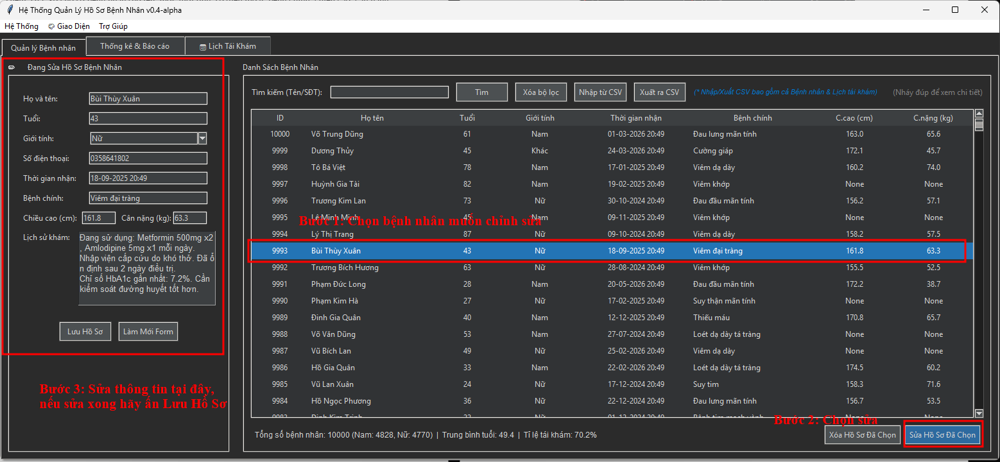 Hệ Thống Quản Lý Hồ Sơ Bệnh Nhân v0.4-alpha
Hệ Thống Giao Diện Trợ Giúp
Quản lý Bệnh nhân Thống kê & Báo cáo Lịch Tái Khám
Đang Sửa Hồ Sơ Bệnh Nhân
Họ và tên: Bùi Thùy Xuân
Tuổi: 43
Giới tính: Nữ
Số điện thoại: 0358641802
Thời gian nhận: 18-09-2025 20:49
Bệnh chính: Viêm đại tràng
Chiều cao (cm): 161.8 Cân nặng (kg): 63.3
Lịch sử khám: Đang sử dụng: Metformin 500mg x2
, Amlodipine 5mg x1 mỗi ngày.
Nhập viện cấp cứu do khó thở. Đã ổ
n định sau 2 ngày điều trị.
Chỉ số HbA1c gần nhất: 7.2%. Cần
kiểm soát đường huyết tốt hơn.
Lưu Hồ Sơ Làm Mới Form
Bước 3: Sửa thông tin tại đây,
nếu sửa xong hãy ấn Lưu Hồ Sơ
Danh Sách Bệnh Nhân
Tìm kiếm (Tên/SĐT): Tìm Xóa bộ lọc Nhập từ CSV Xuất ra CSV (* Nhập/Xuất CSV bao gồm cả Bệnh nhân & Lịch tái khám) (Nháy đúp để xem chi tiết)
ID Họ tên Tuổi Giới tính Thời gian nhận Bệnh chính C.cao (cm) C.nặng (kg)
10000 Võ Trung Dũng 61 Nam 01-03-2026 20:49 Đau lưng mãn tính 163.0 65.6
9999 Dương Thủy 45 Khác 24-03-2026 20:49 Cường giáp 172.1 45.7
9998 Tô Bá Việt 78 Nam 17-01-2025 20:49 Viêm dạ dày 160.2 74.0
9997 Huỳnh Gia Tài 82 Nam 19-02-2025 20:49 Viêm khớp None None
9996 Trương Kim Lan 73 Nữ 30-10-2024 20:49 Đau đầu mãn tính 156.2 57.1
9995 Lê Minh Minh 45 Nam 09-11-2025 20:49 Viêm khớp None None
Bước 1: Chọn bệnh nhân muốn chỉnh sửa
9994 Lý Thị Trang 87 Nữ 09-10-2024 20:49 Viêm dạ dày 158.2 57.5
9993 Bùi Thùy Xuân 43 Nữ 18-09-2025 20:49 Viêm đại tràng 161.8 63.3
9992 Trương Bích Hương 63 Nữ 28-08-2024 20:49 Viêm khớp 155.5 52.5
9991 Phạm Đức Long 28 Nam 20-05-2026 20:49 Đau đầu mãn tính 172.2 38.7
9990 Phạm Kim Hà 27 Nữ 17-02-2025 20:49 Suy thận mãn tính None None
9989 Đinh Gia Quân 40 Nam 12-12-2025 20:49 Thiếu máu 170.8 65.7
9988 Võ Văn Dũng 53 Nam 27-07-2024 20:49 Loét dạ dày tá tràng None None
9987 Vũ Bích Lan 49 Nữ 25-02-2026 20:49 Viêm dạ dày None None
9986 Hồ Gia Quân 33 Nam 22-02-2026 20:49 Loét dạ dày tá tràng 174.5 60.2
9985 Vũ Lan Xuân 24 Nữ 17-12-2024 20:49 Suy tim 158.3 71.6
9984 Hồ Ngọc Phương 36 Nữ 22-12-2024 20:49 Đau lưng mãn tính 156.7 53.5
Bước 2: Chọn sửa
Tổng số bệnh nhân: 10000 (Nam: 4828, Nữ: 4770) | Trung bình tuổi: 49.4 | Tỉ lệ tái khám: 70.2% Xóa Hồ Sơ Đã Chọn Sửa Hồ Sơ Đã Chọn